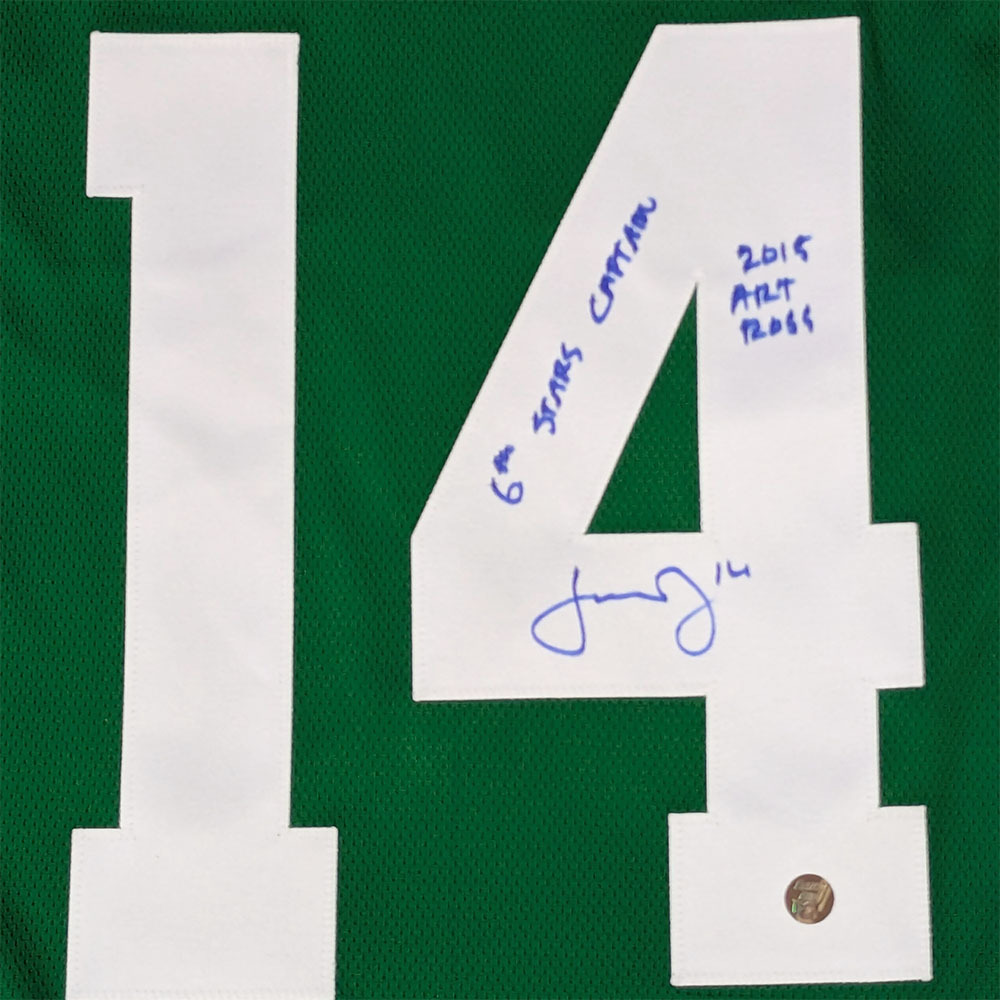 14
6TH STARS CAPTAIN
2015
ART
ROSS
14